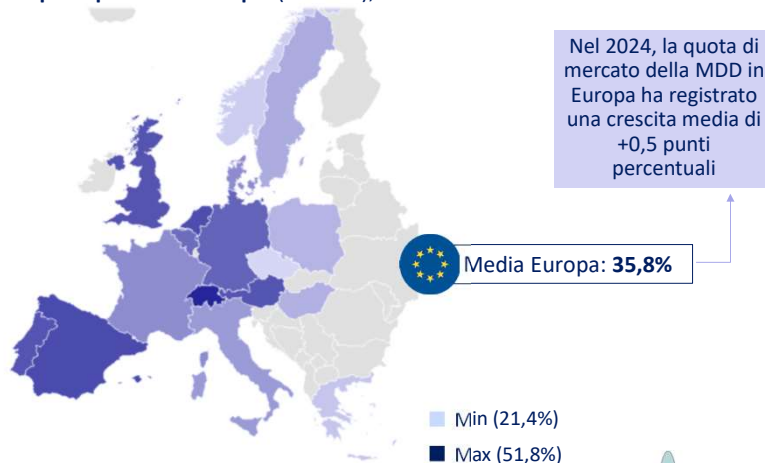 Nel 2024, la quota di
mercato della MDD in
Europa ha registrato
una crescita media di
+0,5 punti
percentuali
Media Europa: 35,8%
Min (21,4%)
Max (51,8%)